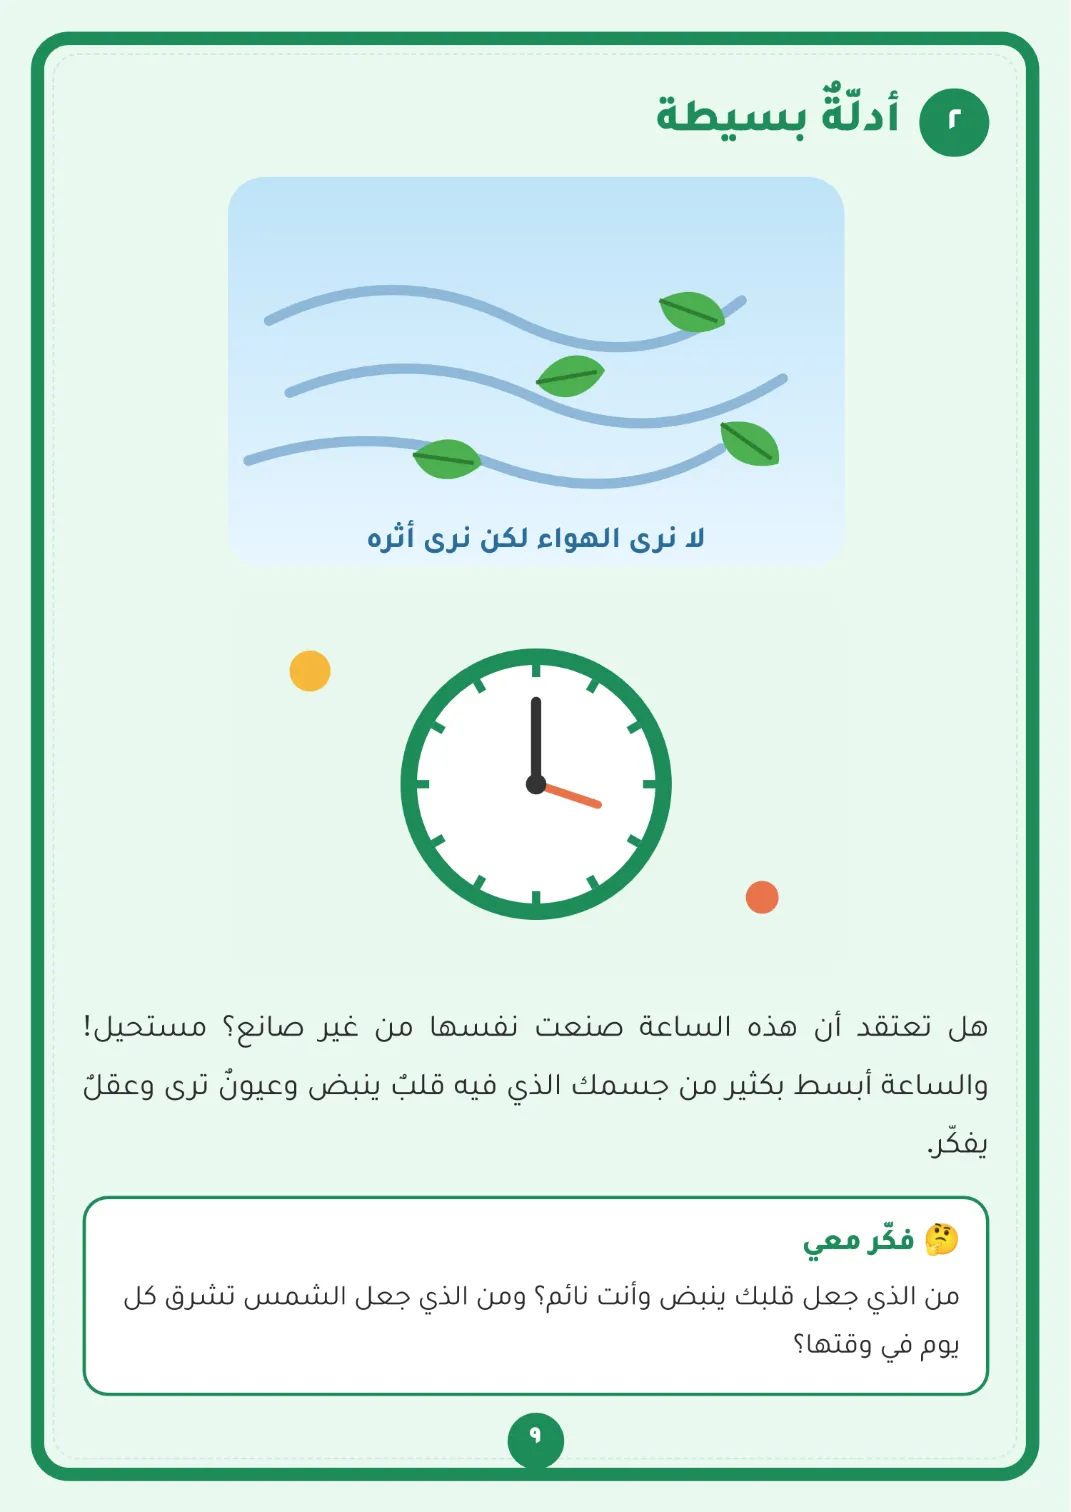 ٢
أدلّةٌ بسيطة
لا نرى الهواء لكن نرى أثره
هل تعتقد أن هذه الساعة صنعت نفسها من غير صانع؟ مستحيل!
والساعة أبسط بكثير من جسمك الذي فيه قلبٌ ينبض وعيونٌ ترى وعقلٌ
يفكّر.
🤔 فكّر معي
من الذي جعل قلبك ينبض وأنت نائم؟ ومن الذي جعل الشمس تشرق كل
يوم في وقتها؟
٩